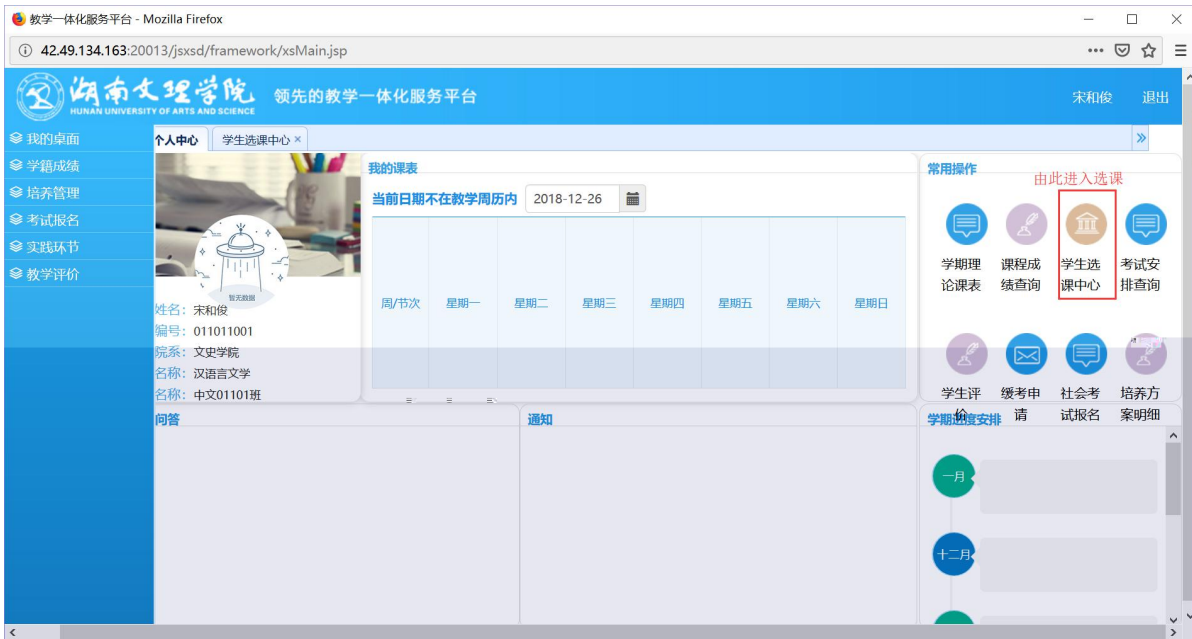 教学一体化服务平台 - Mozilla Firefox
42.49.134.163:20013/jsxsd/framework/xsMain.jsp
湖南文理学院
HUNAN UNIVERSITY OF ARTS AND SCIENCE
领先的教学一体化服务平台
宋和俊 退出
我的桌面
学籍成绩
培养管理
考试报名
实践环节
教学评价
个人中心 学生选课中心 ×
暂无数据
姓名：宋和俊
编号：011011001
院系：文史学院
名称：汉语言文学
名称：中文01101班
我的课表
当前日期不在教学周历内 2018-12-26
周/节次 星期一 星期二 星期三 星期四 星期五 星期六 星期日
常用操作
由此进入选课
学期理论课表
课程成绩查询
学生选课中心
考试安排查询
学生评价
缓考申请
社会考试报名
培养方案明细
问答
通知
学期进度安排
一月
十二月